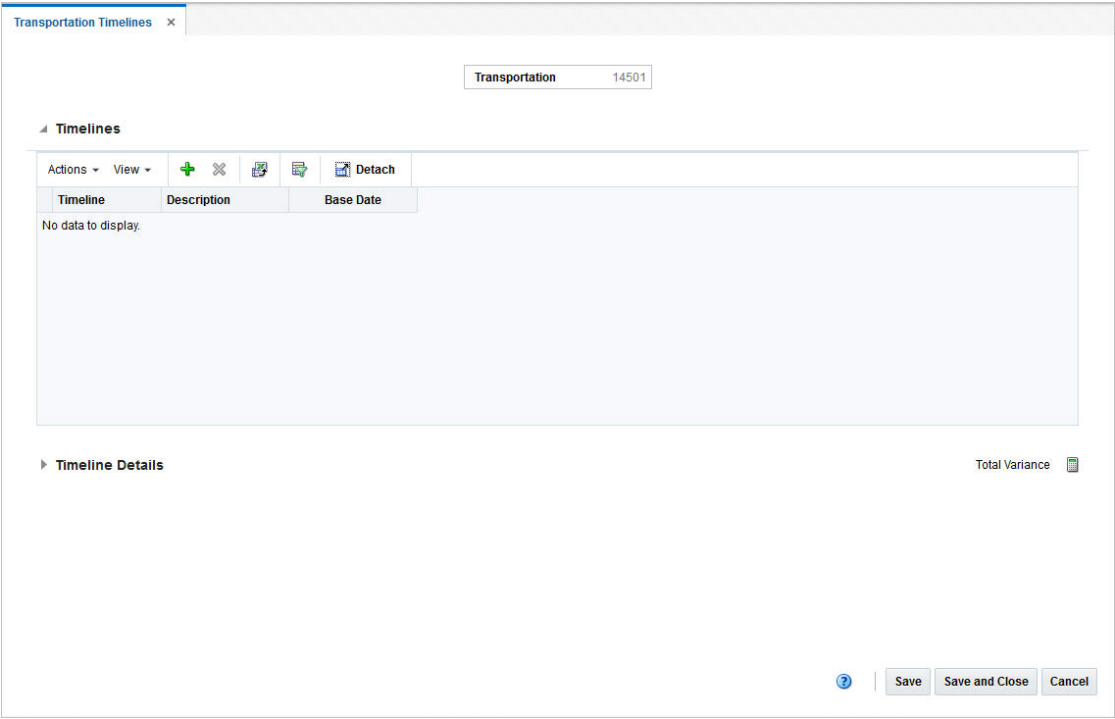 Transportation Timelines
Transportation 14501
Timelines
Actions View Detach
Timeline Description Base Date
No data to display.
Timeline Details Total Variance
Save Save and Close Cancel